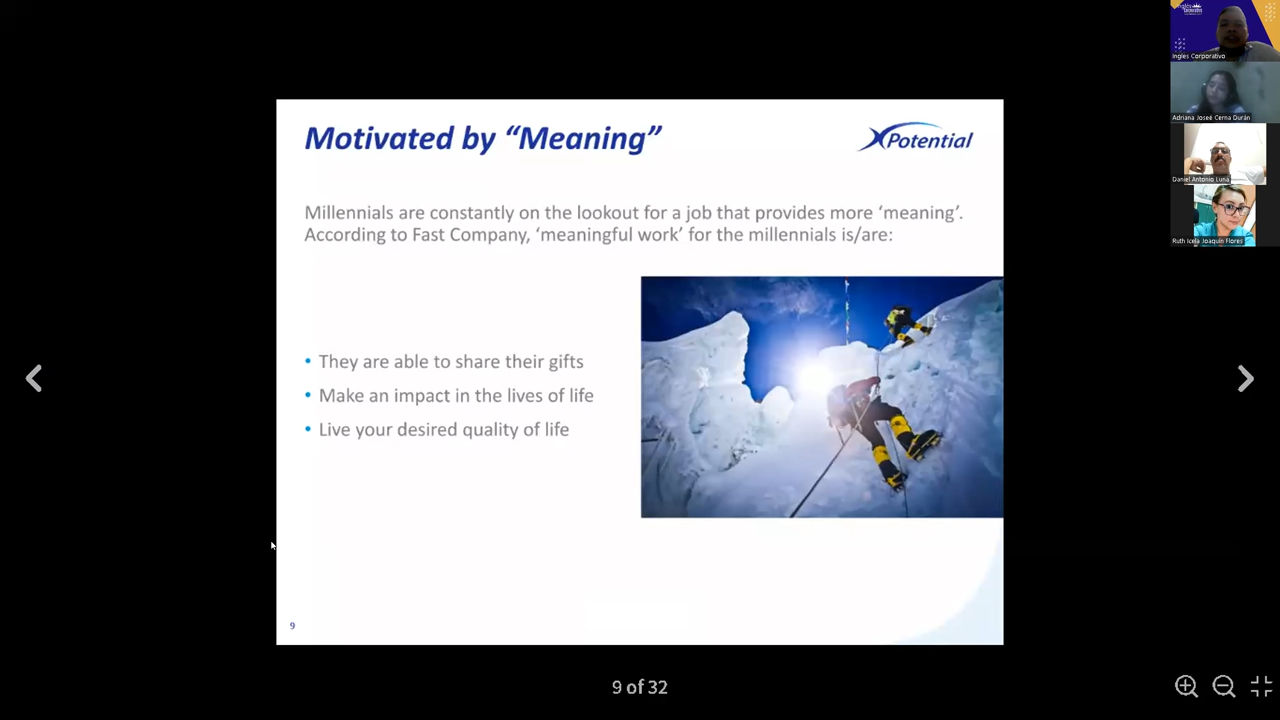 Motivated by “Meaning”
XPotential
Millennials are constantly on the lookout for a job that provides more ‘meaning’.
According to Fast Company, ‘meaningful work’ for the millennials is/are:
• They are able to share their gifts
• Make an impact in the lives of life
• Live your desired quality of life
9
9 of 32
Ingles Corporativo
Adriana Joseé Cerna Durán
Daniel Antonio Luna
Ruth Icela Joaquin Flores